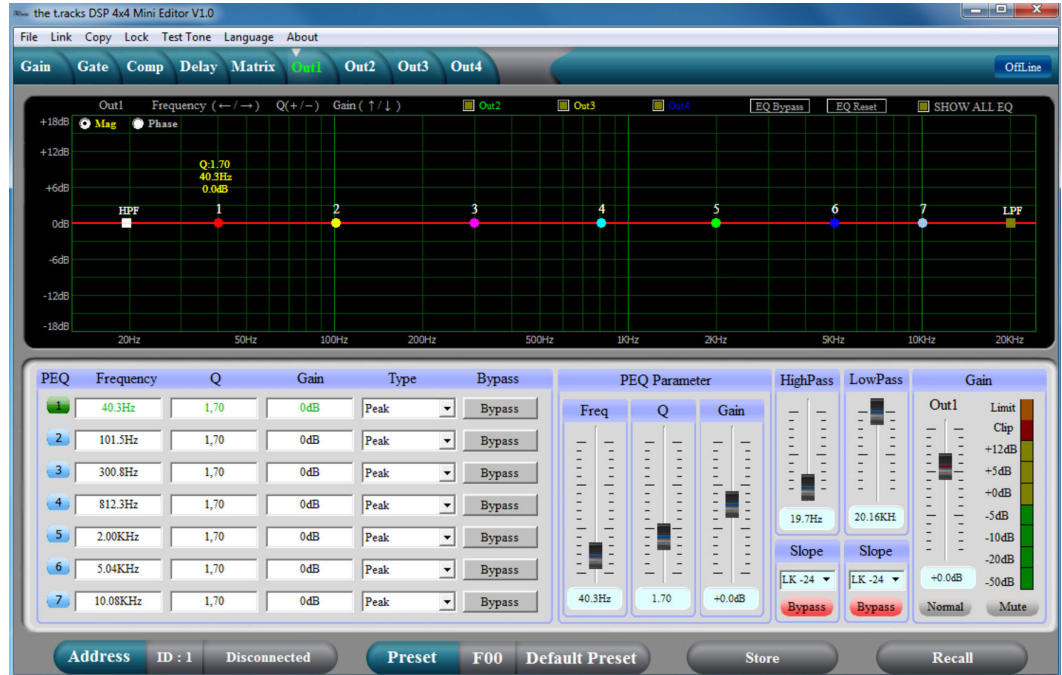 the t.racks DSP 4x4 Mini Editor V1.0
File Link Copy Lock Test Tone Language About
Gain Gate Comp Delay Matrix Out1 Out2 Out3 Out4 OffLine
Out1 Frequency (←/→) Q(+/−) Gain (↑/↓) Out2 Out3 Out4 EQ Bypass EQ Reset SHOW ALL EQ
+18dB Mag Phase
+12dB
Q:1.70
40.3Hz
+6dB 0.0dB
HPF 1 2 3 4 5 6 7 LPF
0dB
-6dB
-12dB
-18dB
20Hz 50Hz 100Hz 200Hz 500Hz 1KHz 2KHz 5KHz 10KHz 20KHz
PEQ Frequency Q Gain Type Bypass
1 40.3Hz 1,70 0dB Peak Bypass
2 101.5Hz 1,70 0dB Peak Bypass
3 300.8Hz 1,70 0dB Peak Bypass
4 812.3Hz 1,70 0dB Peak Bypass
5 2.00KHz 1,70 0dB Peak Bypass
6 5.04KHz 1,70 0dB Peak Bypass
7 10.08KHz 1,70 0dB Peak Bypass
PEQ Parameter
Freq Q Gain
40.3Hz 1.70 +0.0dB
HighPass LowPass
19.7Hz 20.16KH
Slope Slope
LK -24 LK -24
Bypass Bypass
Gain
Out1 Limit
Clip
+12dB
+5dB
+0dB
-5dB
-10dB
-20dB
+0.0dB -50dB
Normal Mute
Address ID : 1 Disconnected Preset F00 Default Preset Store Recall